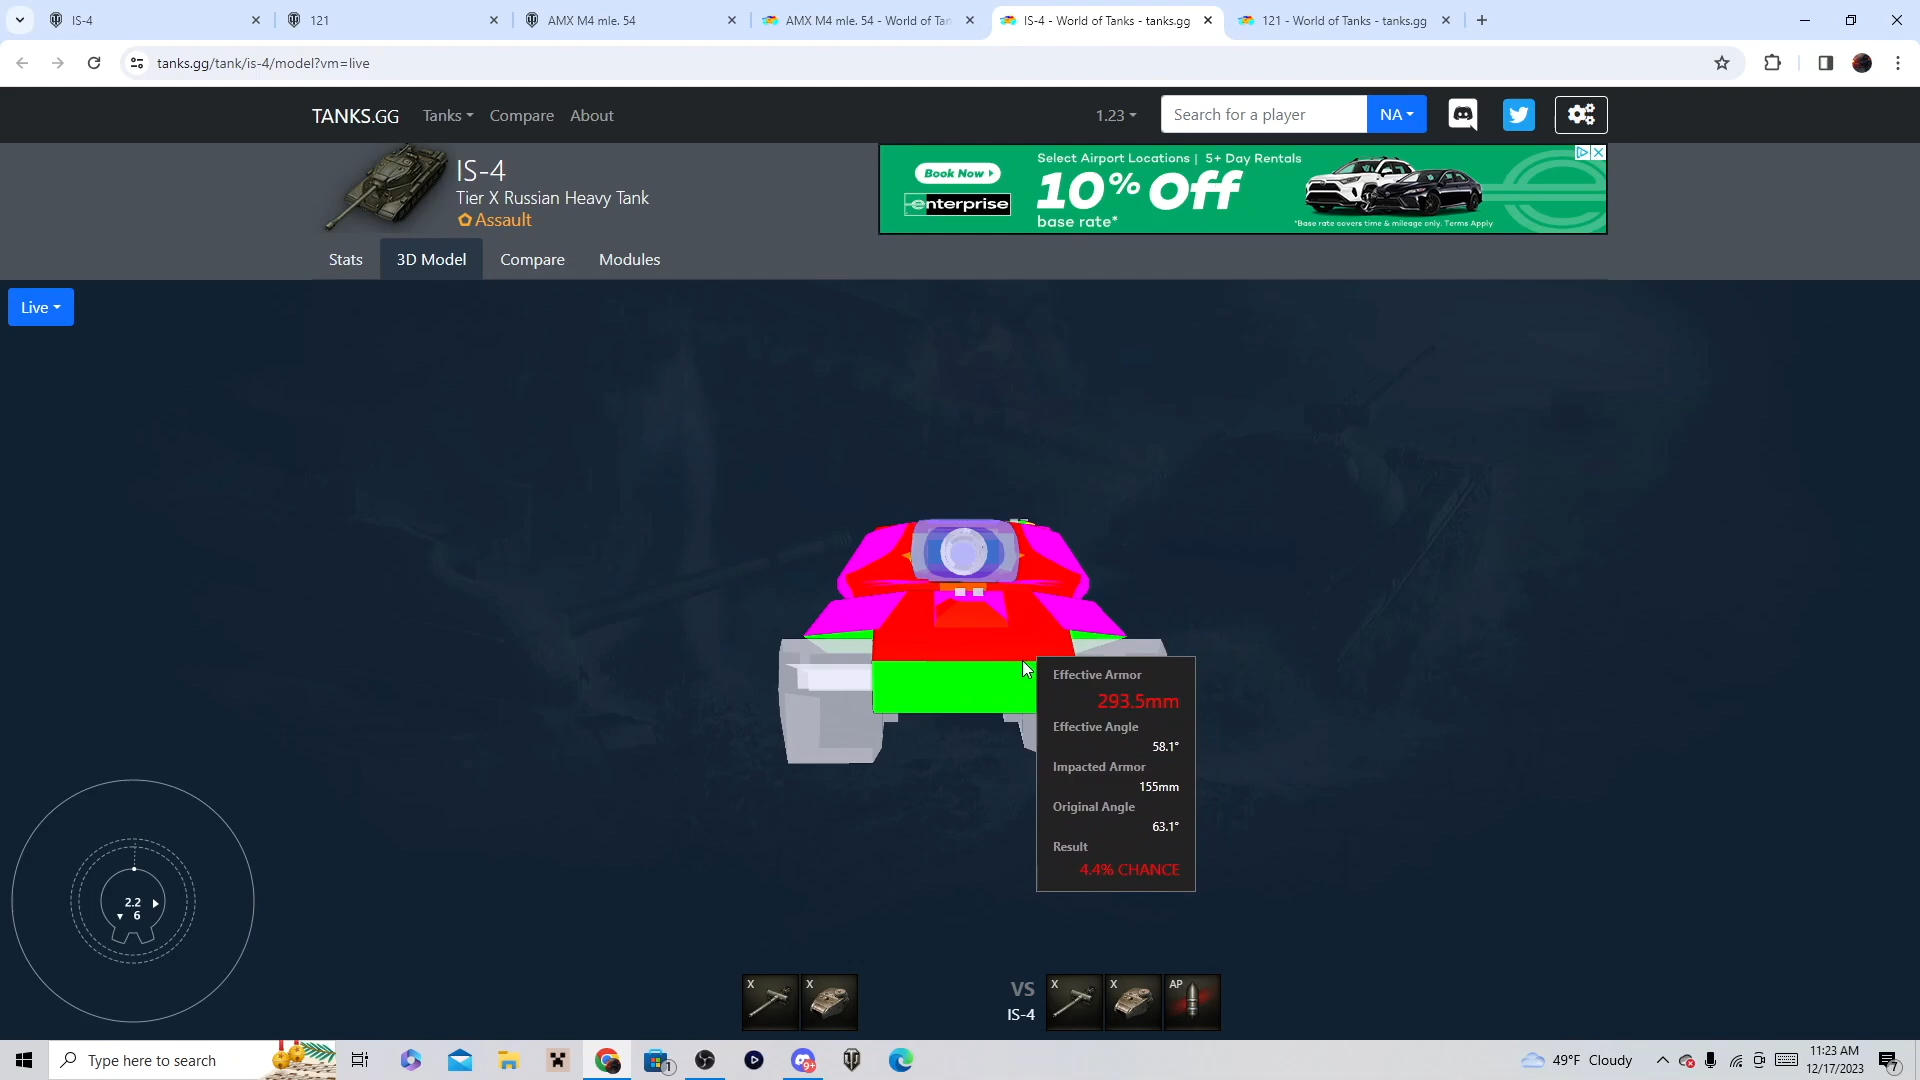 IS-4
121
AMX M4 mle. 54
AMX M4 mle. 54 - World of Tan
IS-4 - World of Tanks - tanks.gg
121 - World of Tanks - tanks.gg
tanks.gg/tank/is-4/model?vm=live
TANKS.GG
Tanks
Compare
About
1.23
Search for a player
NA
IS-4
Tier X Russian Heavy Tank
Assault
Book Now
enterprise
Select Airport Locations | 5+ Day Rentals
10% Off
base rate*
*Base rate covers time & mileage only. Terms Apply
Stats
3D Model
Compare
Modules
Live
Effective Armor
293.5mm
Effective Angle
58.1°
Impacted Armor
155mm
Original Angle
63.1°
Result
4.4% CHANCE
2.2
6
X
X
VS
IS-4
X
X
AP
Type here to search
1
9+
49°F Cloudy
11:23 AM
12/17/2023
7